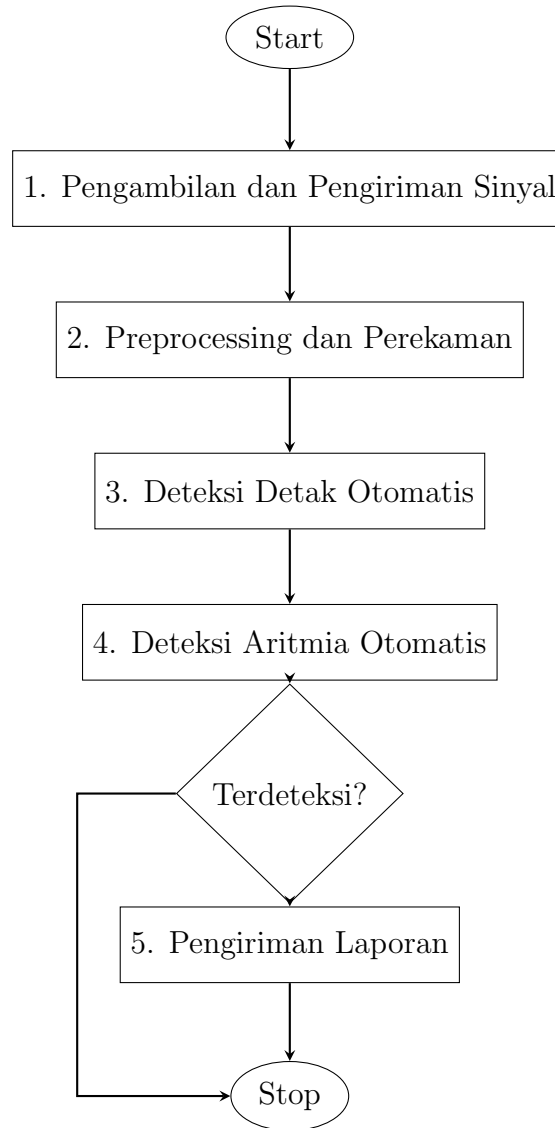 Start
1. Pengambilan dan Pengiriman Sinyal
2. Preprocessing dan Perekaman
3. Deteksi Detak Otomatis
4. Deteksi Aritmia Otomatis
Terdeteksi?
5. Pengiriman Laporan
Stop